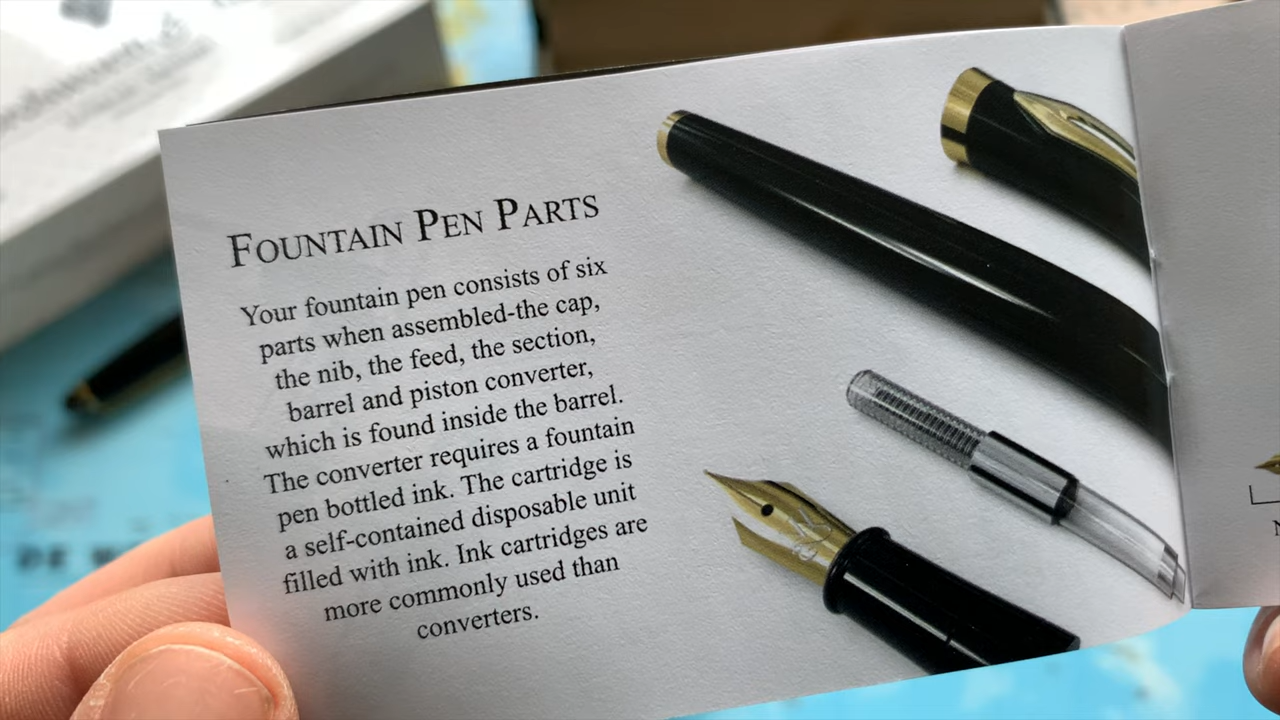 FOUNTAIN PEN PARTS
Your fountain pen consists of six
parts when assembled-the cap,
the nib, the feed, the section,
barrel and piston converter,
which is found inside the barrel.
The converter requires a fountain
pen bottled ink. The cartridge is
a self-contained disposable unit
filled with ink. Ink cartridges are
more commonly used than
converters.